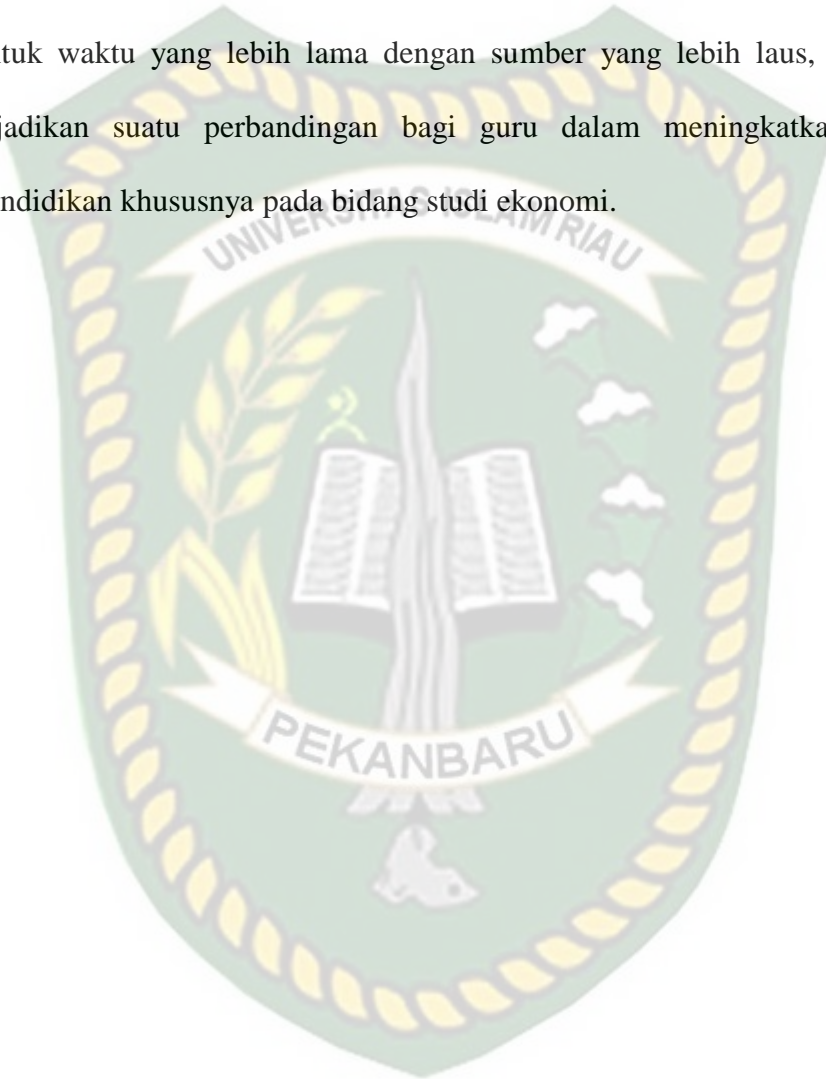 tuk waktu yang lebih lama dengan sumber yang lebih laus,
jadikan suatu perbandingan bagi guru dalam meningkatka
ndidikan khususnya pada bidang studi ekonomi.
UNIVERSITAS ISLAM RIAU
PEKANBARU